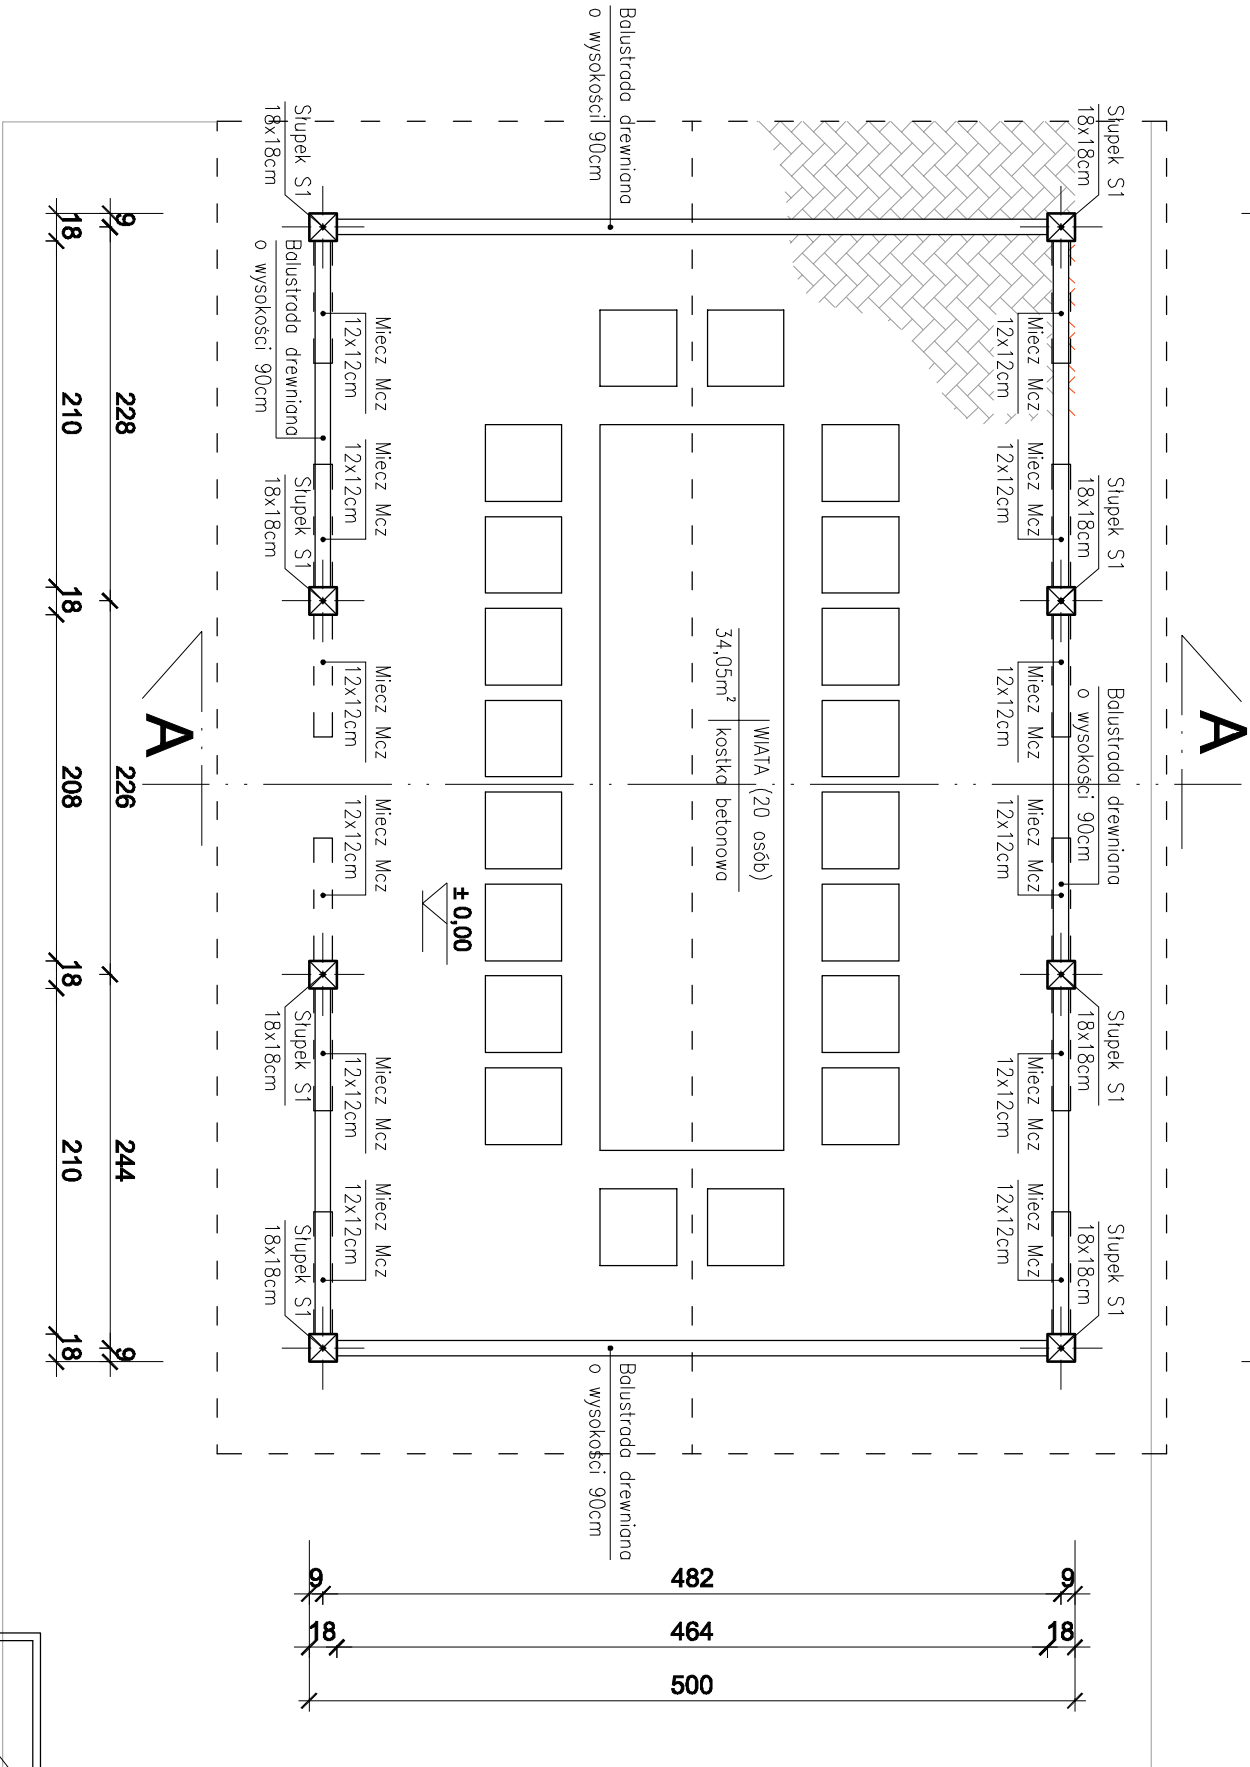 A
Słupek S1
18x18cm
Słupek S1
18x18cm
Balustrada drewniana
o wysokości 90cm
Słupek S1
18x18cm
Słupek S1
18x18cm
Miecz Mcz
12x12cm
Miecz Mcz
12x12cm
Miecz Mcz
12x12cm
Miecz Mcz
12x12cm
Miecz Mcz
12x12cm
Miecz Mcz
12x12cm
WIATA (20 osób)
34,05m² kostka betonowa
Balustrada drewniana
o wysokości 90cm
Balustrada drewniana
o wysokości 90cm
± 0,00
Miecz Mcz
12x12cm
Miecz Mcz
12x12cm
Miecz Mcz
12x12cm
Miecz Mcz
12x12cm
Miecz Mcz
12x12cm
Miecz Mcz
12x12cm
Słupek S1
18x18cm
Balustrada drewniana
o wysokości 90cm
Słupek S1
18x18cm
Słupek S1
18x18cm
Słupek S1
18x18cm
A
9 228 226 244 9
18 210 18 208 18 210 18
9 482 9
18 464 18
500